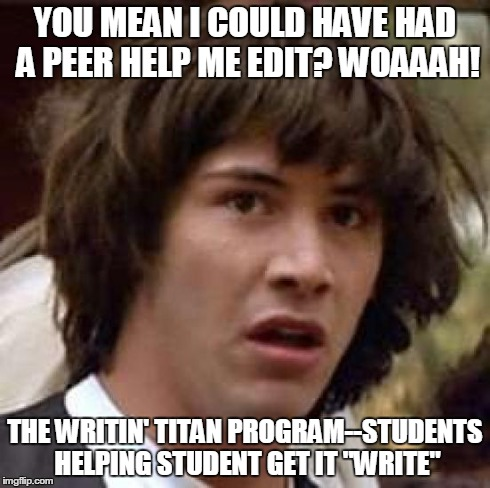 YOU MEAN I COULD HAVE HAD
A PEER HELP ME EDIT? WOAAAH!
THE WRITIN' TITAN PROGRAM--STUDENTS
HELPING STUDENT GET IT "WRITE"
imgflip.com